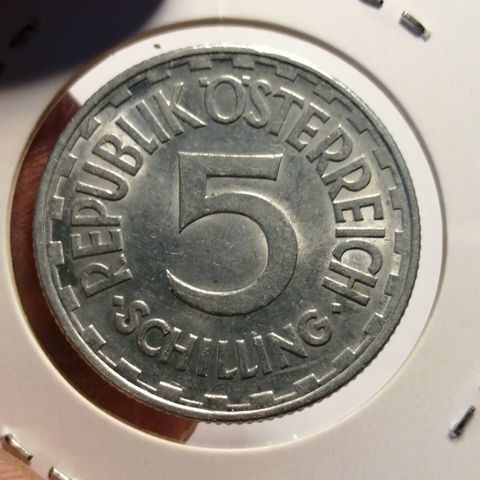 REPUBLIK ÖSTERREICH
5
·SCHILLING·